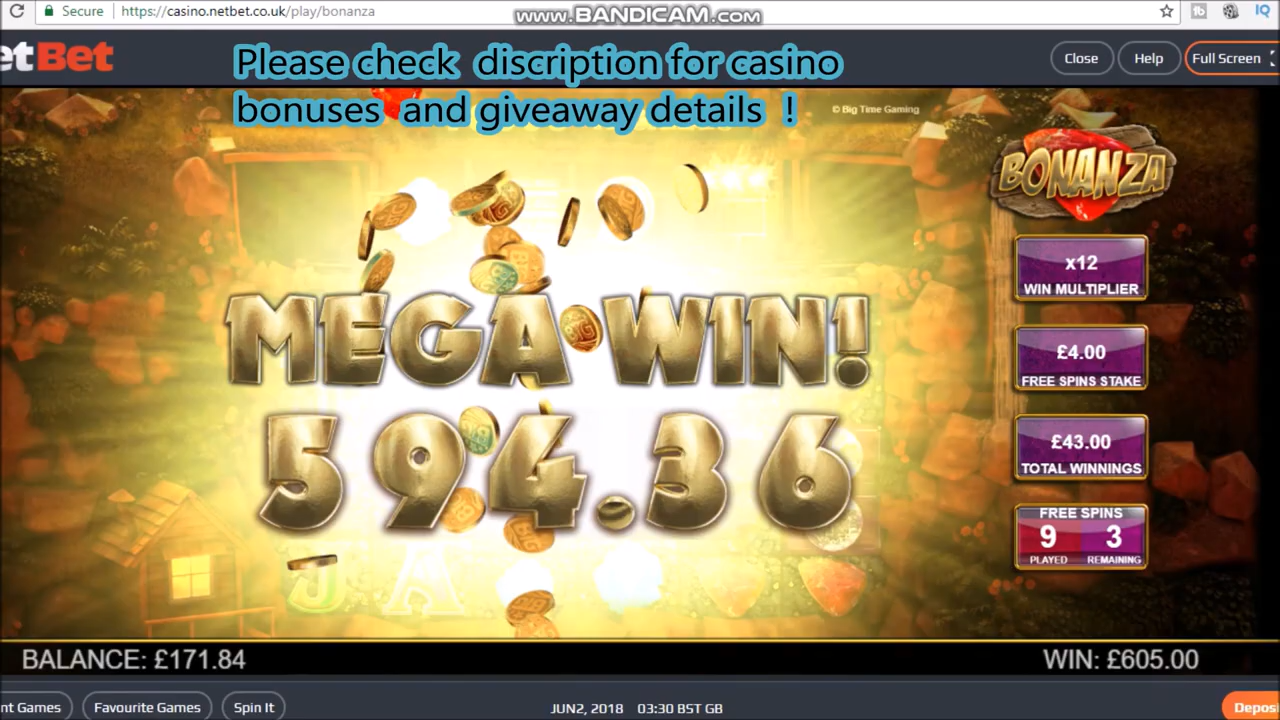 Secure
https://casino.netbet.co.uk/play/bonanza
www.BANDICAM.com
etBet
Please check discription for casino
bonuses and giveaway details !
Close
Help
Full Screen
© Big Time Gaming
BONANZA
x12
WIN MULTIPLIER
£4.00
FREE SPINS STAKE
£43.00
TOTAL WINNINGS
FREE SPINS
9 3
PLAYED REMAINING
MEGA WIN!
594.36
J A
BALANCE: £171.84
WIN: £605.00
nt Games
Favourite Games
Spin It
JUN2, 2018 03:30 BST GB
Depos